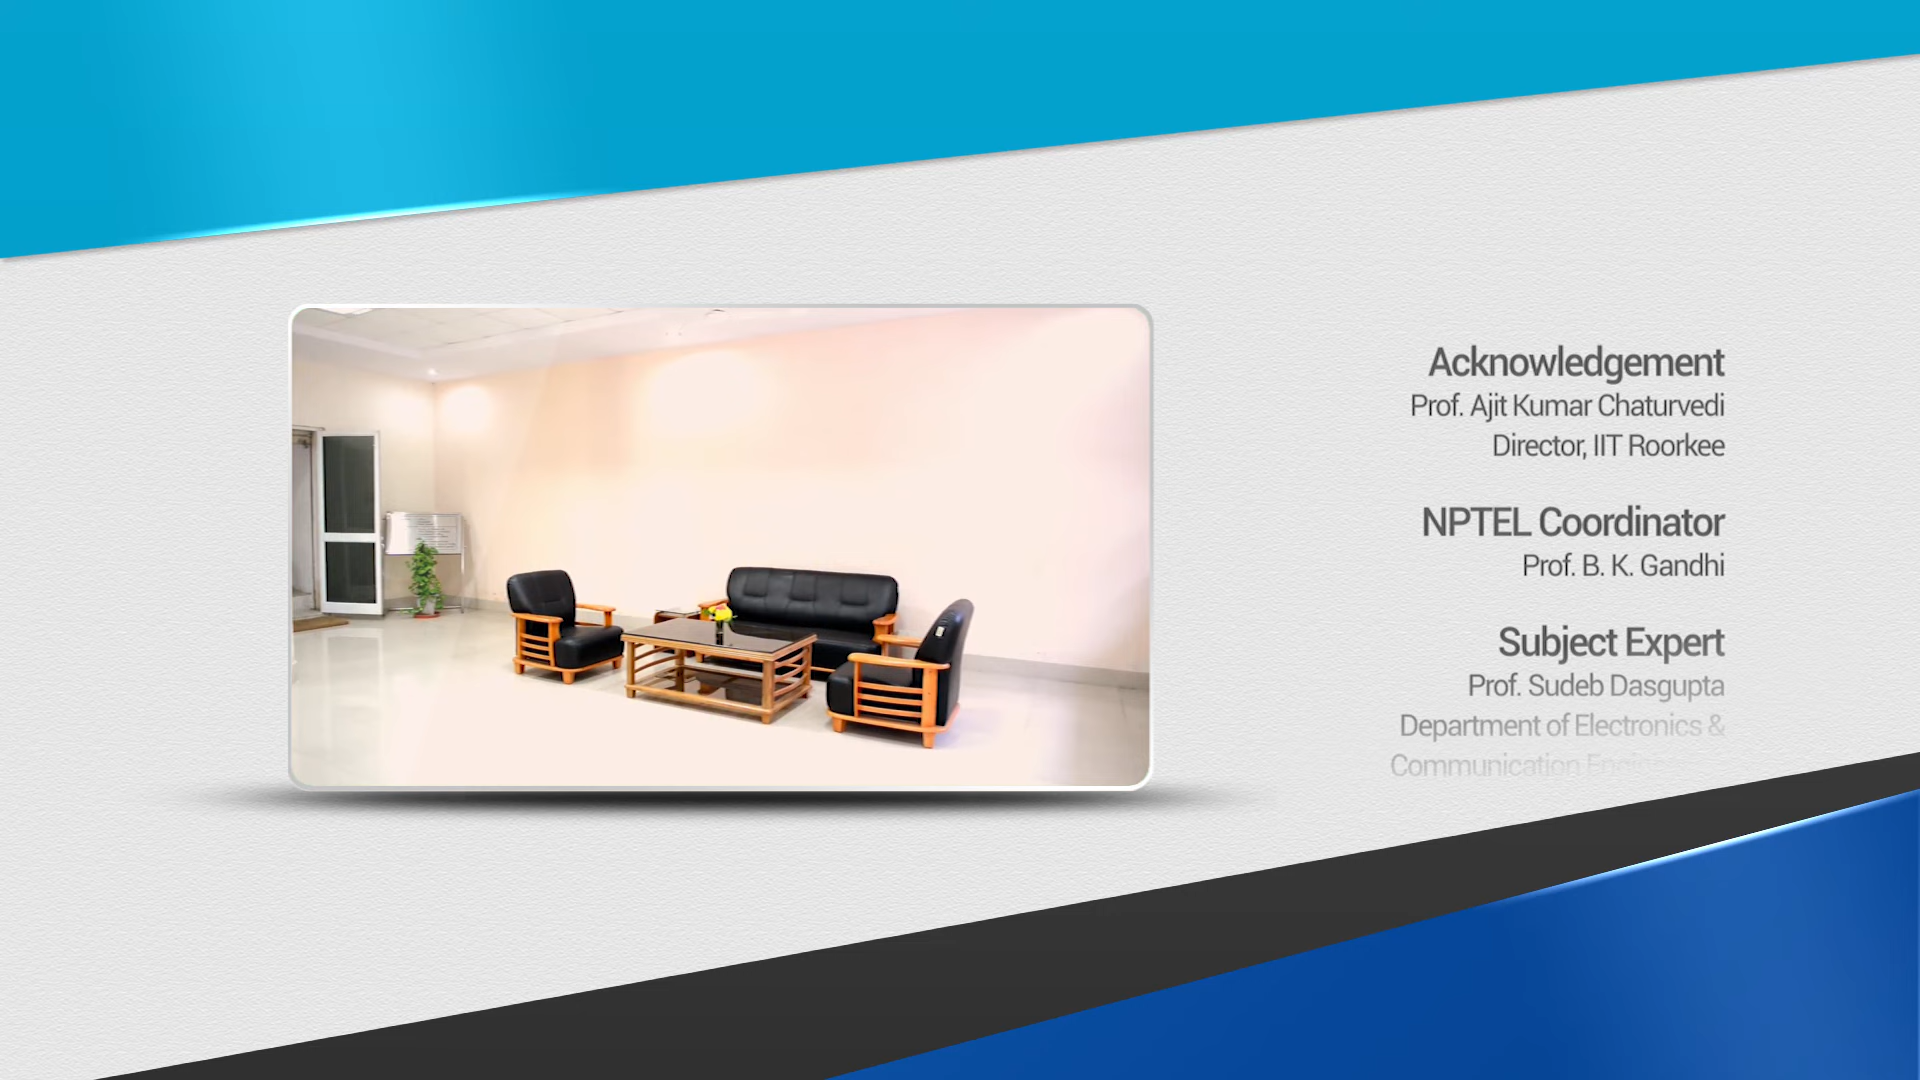 Acknowledgement
Prof. Ajit Kumar Chaturvedi
Director, IIT Roorkee
NPTEL Coordinator
Prof. B. K. Gandhi
Subject Expert
Prof. Sudeb Dasgupta
Department of Electronics &
Communication